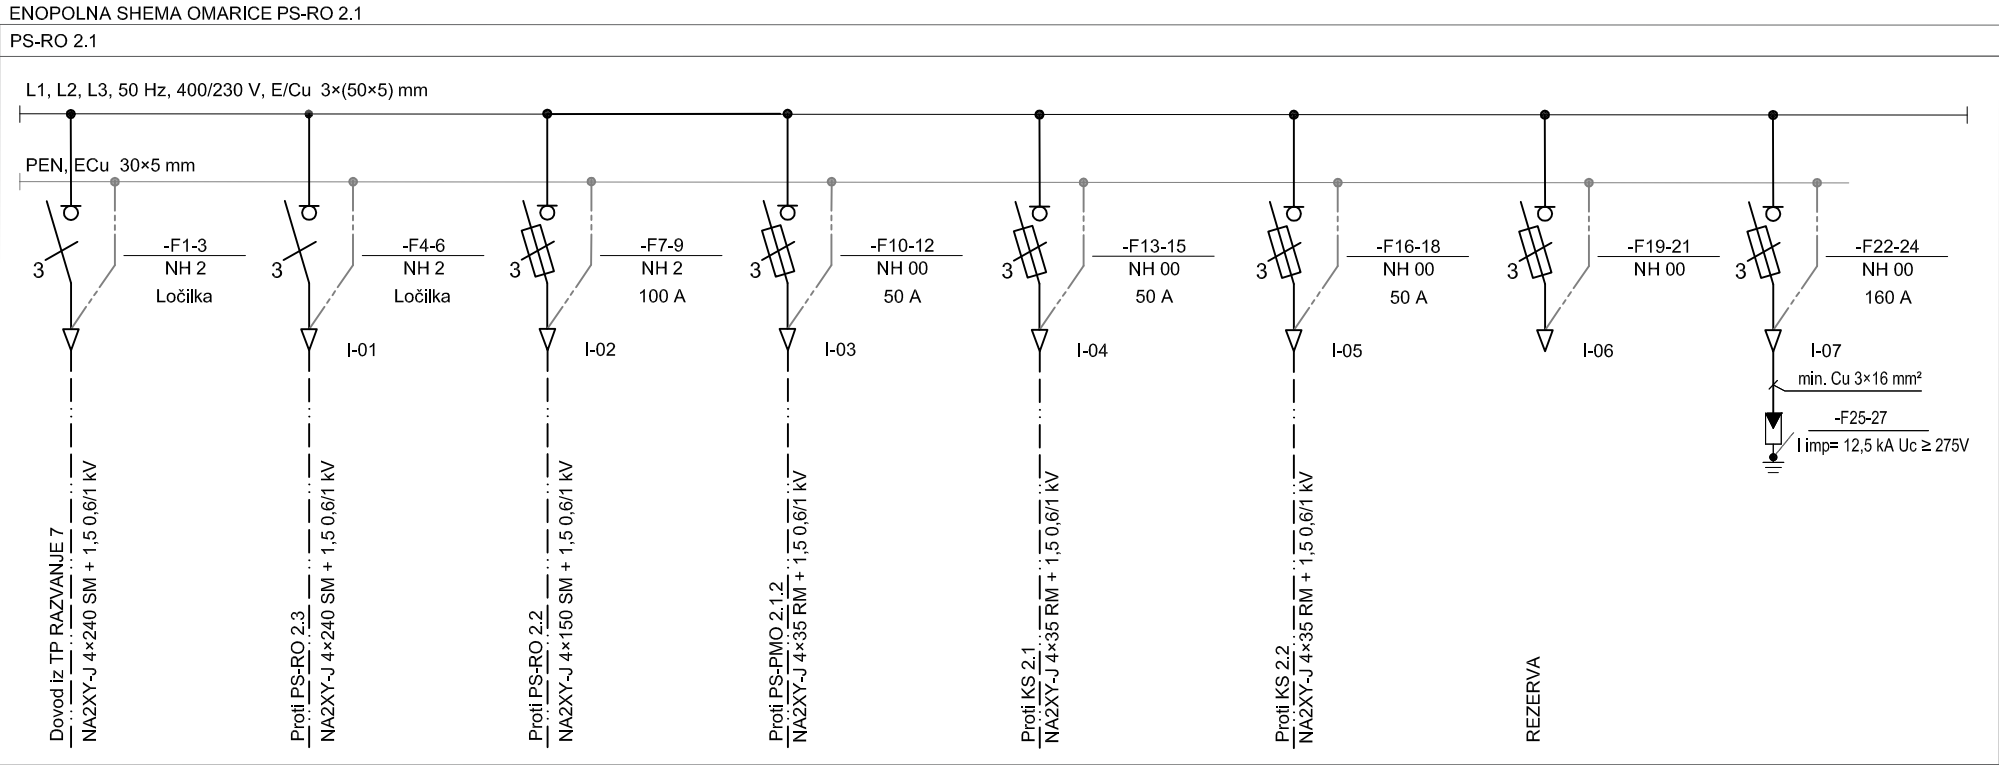 ENOPOLNA SHEMA OMARICE PS-RO 2.1
PS-RO 2.1
L1, L2, L3, 50 Hz, 400/230 V, E/Cu 3×(50×5) mm
PEN, ECu 30×5 mm
3
-F1-3
NH 2
Ločilka
Dovod iz TP RAZVANJE 7
NA2XY-J 4×240 SM + 1,5 0,6/1 kV
3
-F4-6
NH 2
Ločilka
I-01
Proti PS-RO 2.3
NA2XY-J 4×240 SM + 1,5 0,6/1 kV
3
-F7-9
NH 2
100 A
I-02
Proti PS-RO 2.2
NA2XY-J 4×150 SM + 1,5 0,6/1 kV
3
-F10-12
NH 00
50 A
I-03
Proti PS-PMO 2.1.2
NA2XY-J 4×35 RM + 1,5 0,6/1 kV
3
-F13-15
NH 00
50 A
I-04
Proti KS 2.1
NA2XY-J 4×35 RM + 1,5 0,6/1 kV
3
-F16-18
NH 00
50 A
I-05
Proti KS 2.2
NA2XY-J 4×35 RM + 1,5 0,6/1 kV
3
-F19-21
NH 00
I-06
REZERVA
3
-F22-24
NH 00
160 A
I-07
min. Cu 3×16 mm²
-F25-27
I imp= 12,5 kA Uc ≥ 275V